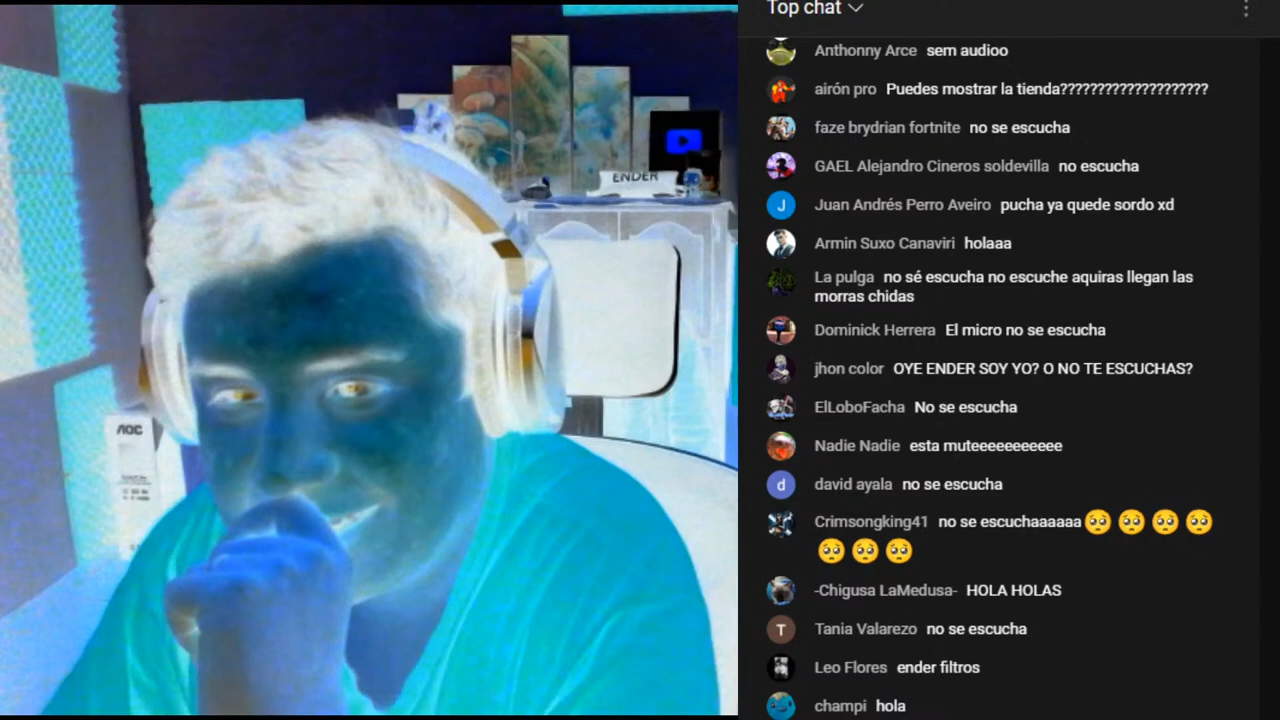 Top chat
Anthonny Arce sem audioo
airón pro Puedes mostrar la tienda????????????????????
faze brydrian fortnite no se escucha
GAEL Alejandro Cineros soldevilla no escucha
J
Juan Andrés Perro Aveiro pucha ya quede sordo xd
Armin Suxo Canaviri holaaa
La pulga no sé escucha no escuche aquiras llegan las
morras chidas
Dominick Herrera El micro no se escucha
jhon color OYE ENDER SOY YO? O NO TE ESCUCHAS?
ElLoboFacha No se escucha
Nadie Nadie esta muteeeeeeeeeee
d
david ayala no se escucha
Crimsongking41 no se escuchaaaaaa🥺🥺🥺🥺
🥺🥺🥺
-Chigusa LaMedusa- HOLA HOLAS
T
Tania Valarezo no se escucha
Leo Flores ender filtros
champi hola
ENDER
AOC